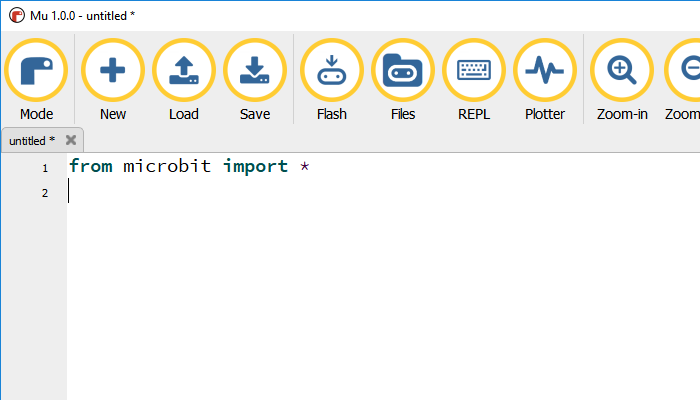 Mu 1.0.0 - untitled *
Mode New Load Save Flash Files REPL Plotter Zoom-in Zoom
untitled *
1 from microbit import *
2